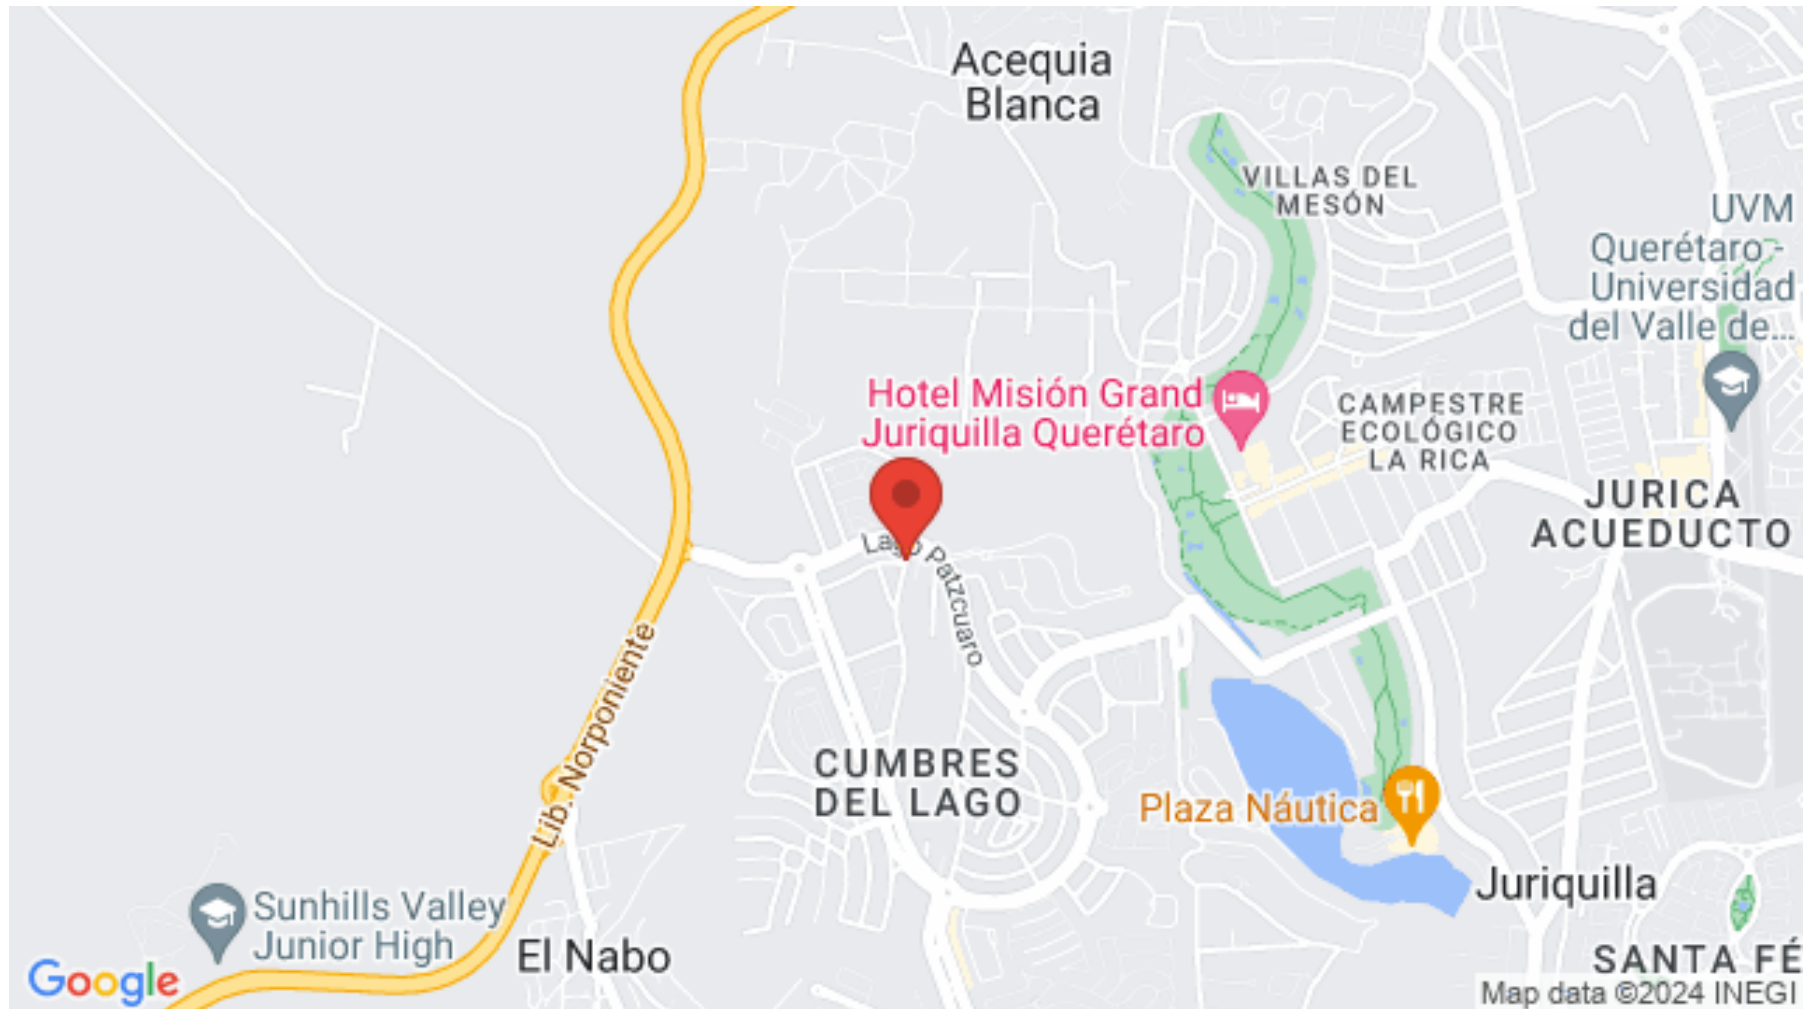 Acequia
Blanca
VILLAS DEL
MESÓN
UVM
Querétaro -
Universidad
del Valle de...
Hotel Misión Grand
Juriquilla Querétaro
CAMPESTRE
ECOLÓGICO
LA RICA
JURICA
ACUEDUCTO
Lago Patzcuaro
Lib. Norponiente
CUMBRES
DEL LAGO
Plaza Náutica
Juriquilla
Sunhills Valley
Junior High
El Nabo
SANTA FÉ
Google
Map data ©2024 INEGI